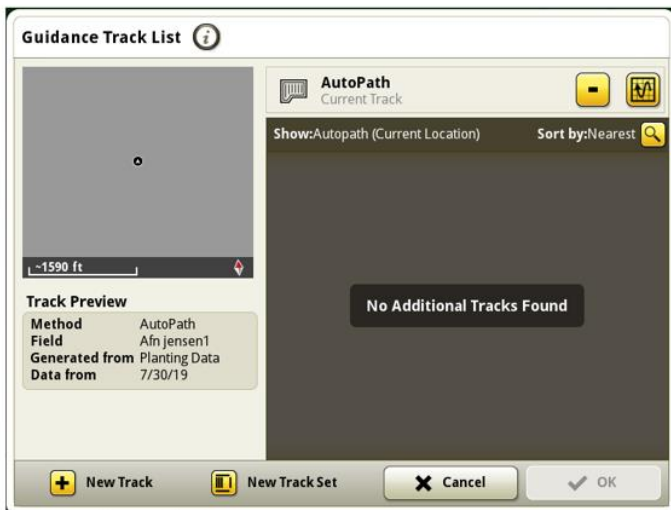 Guidance Track List
AutoPath
Current Track
Show:Autopath (Current Location) Sort by:Nearest
~1590 ft
No Additional Tracks Found
Track Preview
Method AutoPath
Field Afn jensen1
Generated from Planting Data
Data from 7/30/19
New Track
New Track Set
Cancel
OK